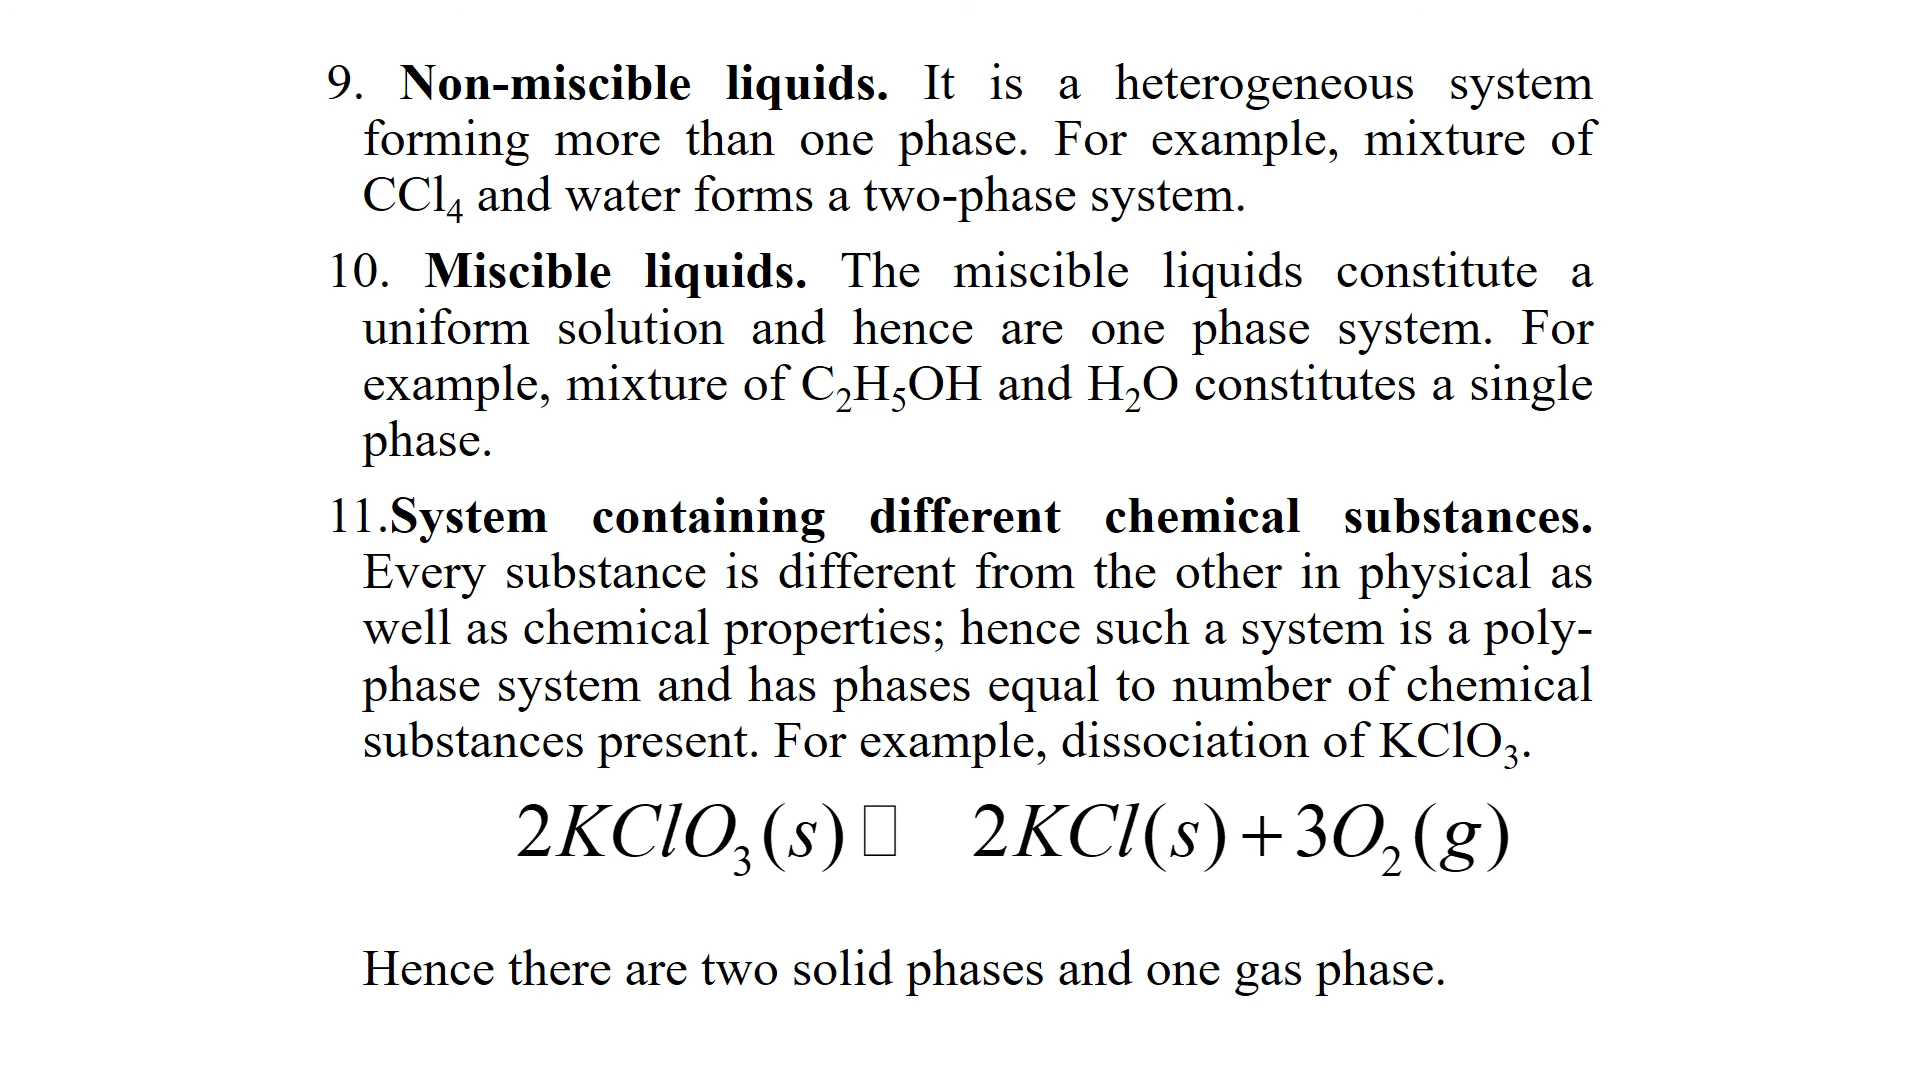 9. Non-miscible liquids. It is a heterogeneous system
forming more than one phase. For example, mixture of
CCl₄ and water forms a two-phase system.
10. Miscible liquids. The miscible liquids constitute a
uniform solution and hence are one phase system. For
example, mixture of C₂H₅OH and H₂O constitutes a single
phase.
11.System containing different chemical substances.
Every substance is different from the other in physical as
well as chemical properties; hence such a system is a poly-
phase system and has phases equal to number of chemical
substances present. For example, dissociation of KClO₃.
2KClO₃(s) □ 2KCl(s)+3O₂(g)
Hence there are two solid phases and one gas phase.